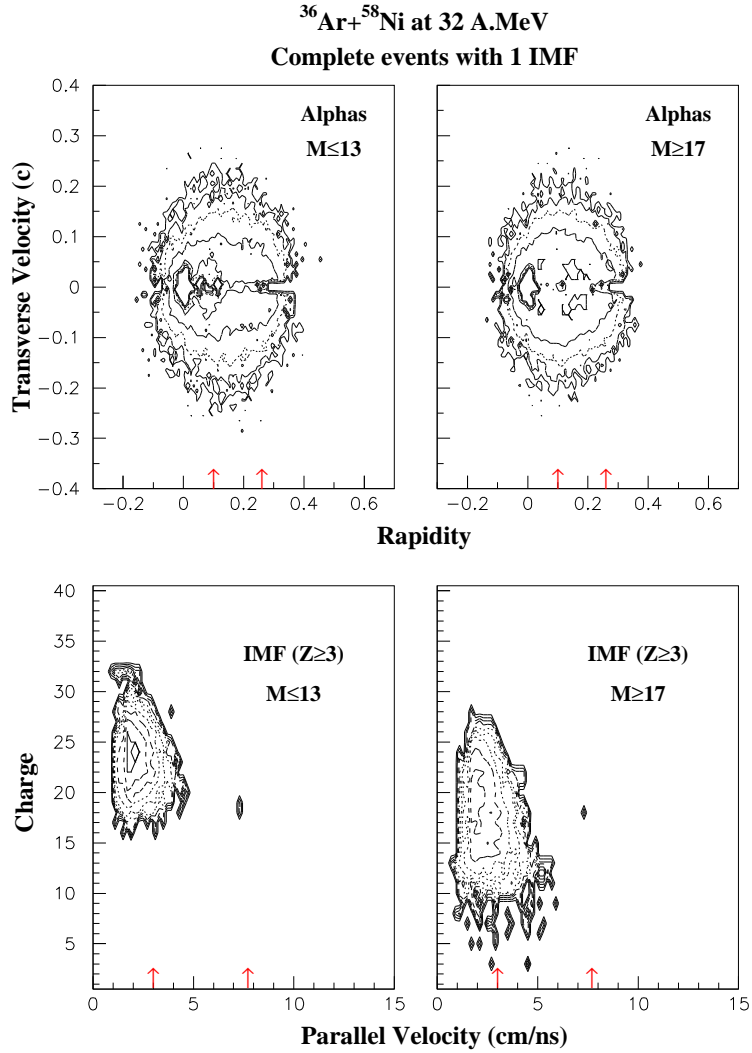 ³⁶Ar+⁵⁸Ni at 32 A.MeV
Complete events with 1 IMF
Transverse Velocity (c)
0.4
0.3
0.2
0.1
0
−0.1
−0.2
−0.3
−0.4
Alphas
M≤13
−0.2 0 0.2 0.4 0.6
Alphas
M≥17
−0.2 0 0.2 0.4 0.6
Rapidity
Charge
40
35
30
25
20
15
10
5
IMF (Z≥3)
M≤13
0 5 10 15
IMF (Z≥3)
M≥17
0 5 10 15
Parallel Velocity (cm/ns)